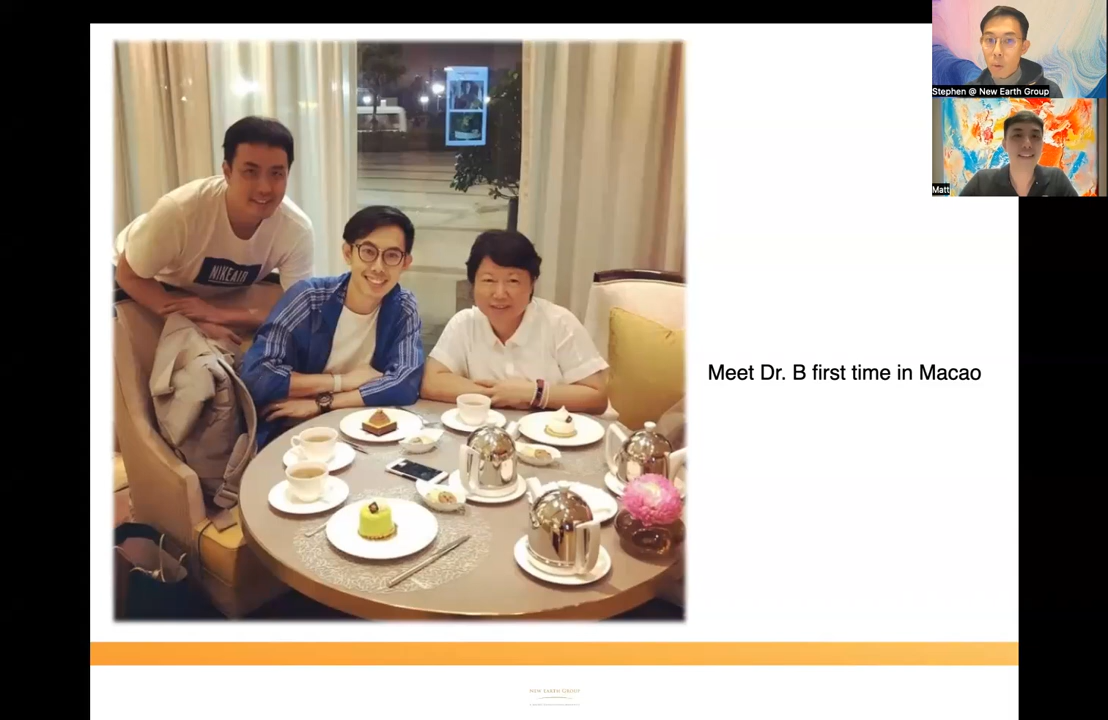 Stephen @ New Earth Group
Matt
NIKE AIR
Meet Dr. B first time in Macao
NEW EARTH GROUP